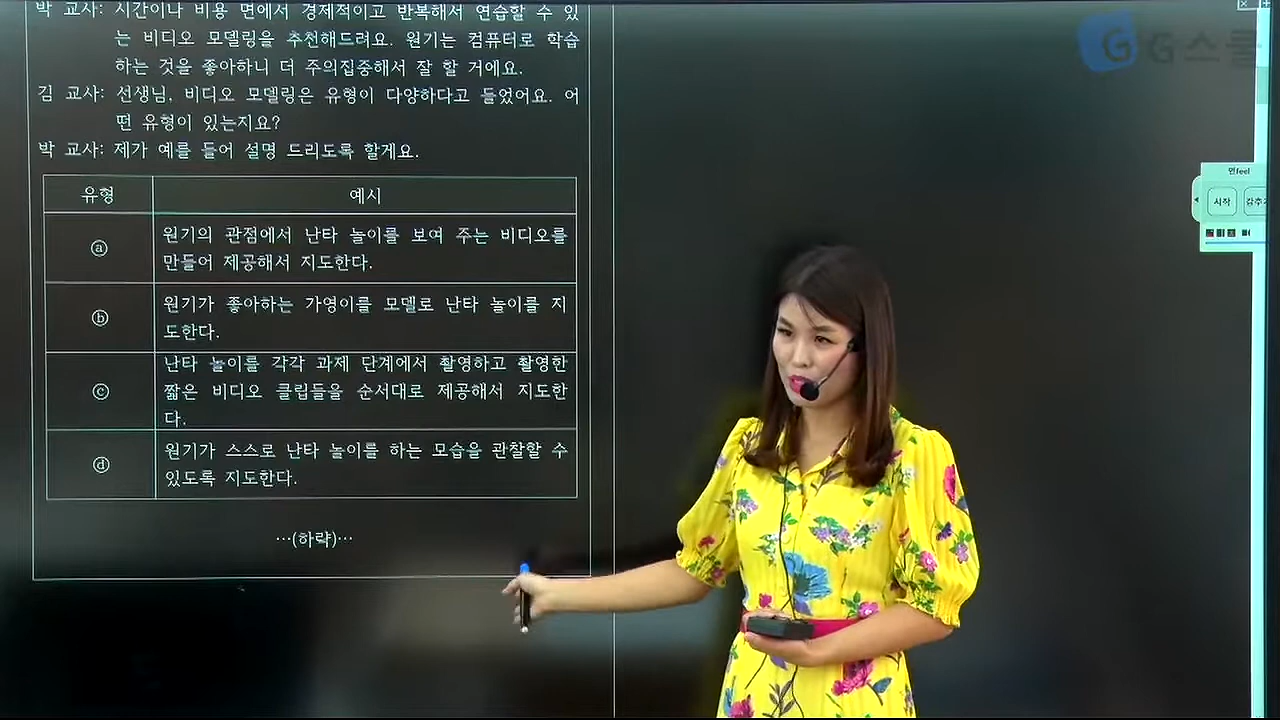 박 교사: 시간이나 비용 면에서 경제적이고 반복해서 연습할 수 있
는 비디오 모델링을 추천해드려요. 원기는 컴퓨터로 학습
하는 것을 좋아하니 더 주의집중해서 잘 할 거에요.
김 교사: 선생님, 비디오 모델링은 유형이 다양하다고 들었어요. 어
떤 유형이 있는지요?
박 교사: 제가 예를 들어 설명 드리도록 할게요.
유형 예시
ⓐ 원기의 관점에서 난타 놀이를 보여 주는 비디오를
만들어 제공해서 지도한다.
ⓑ 원기가 좋아하는 가영이를 모델로 난타 놀이를 지
도한다.
ⓒ 난타 놀이를 각각 과제 단계에서 촬영하고 촬영한
짧은 비디오 클립들을 순서대로 제공해서 지도한
다.
ⓓ 원기가 스스로 난타 놀이를 하는 모습을 관찰할 수
있도록 지도한다.
…(하략)…
G스쿨
판feel
시작
감추기